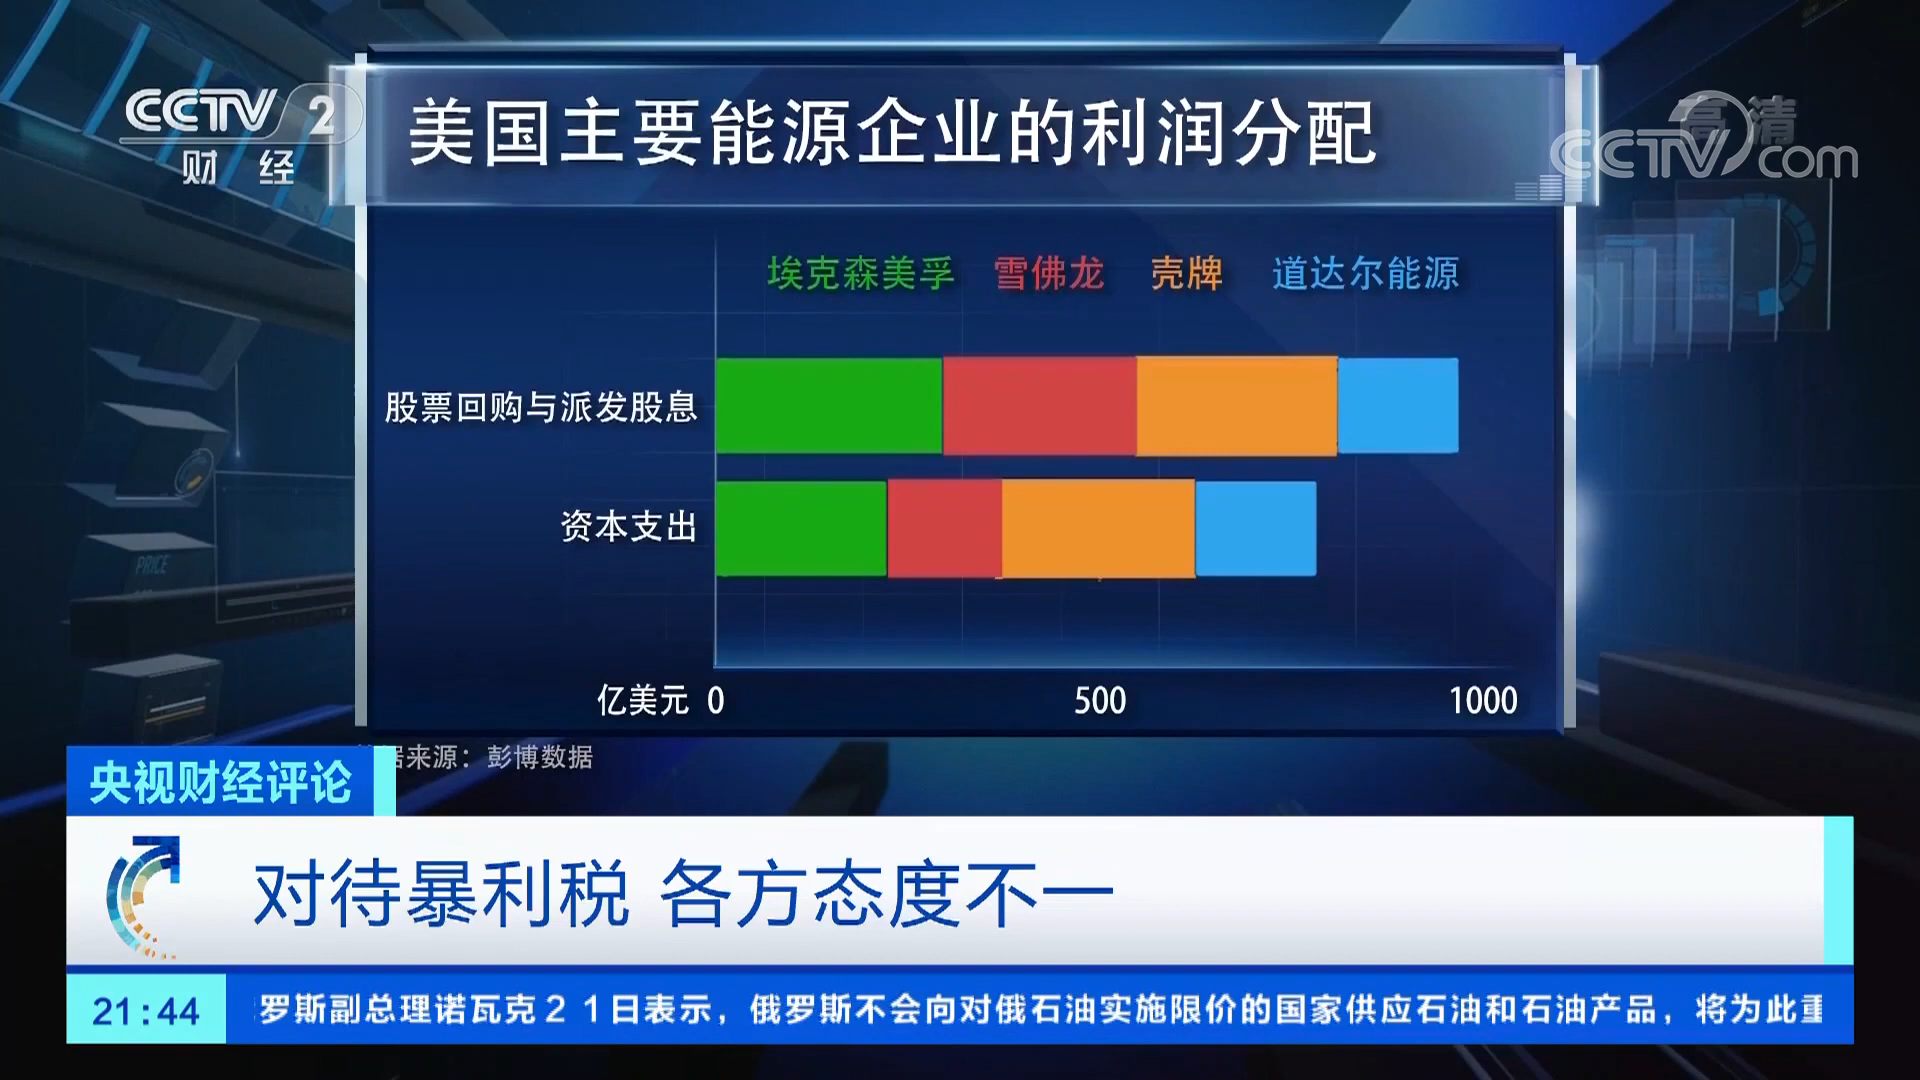 CCTV 2
财 经
美国主要能源企业的利润分配
高清
CCTV com
埃克森美孚 雪佛龙 壳牌 道达尔能源
股票回购与派发股息
资本支出
亿美元 0 500 1000
PRICE
来源：彭博数据
央视财经评论
对待暴利税 各方态度不一
21:44
罗斯副总理诺瓦克21日表示，俄罗斯不会向对俄石油实施限价的国家供应石油和石油产品，将为此重